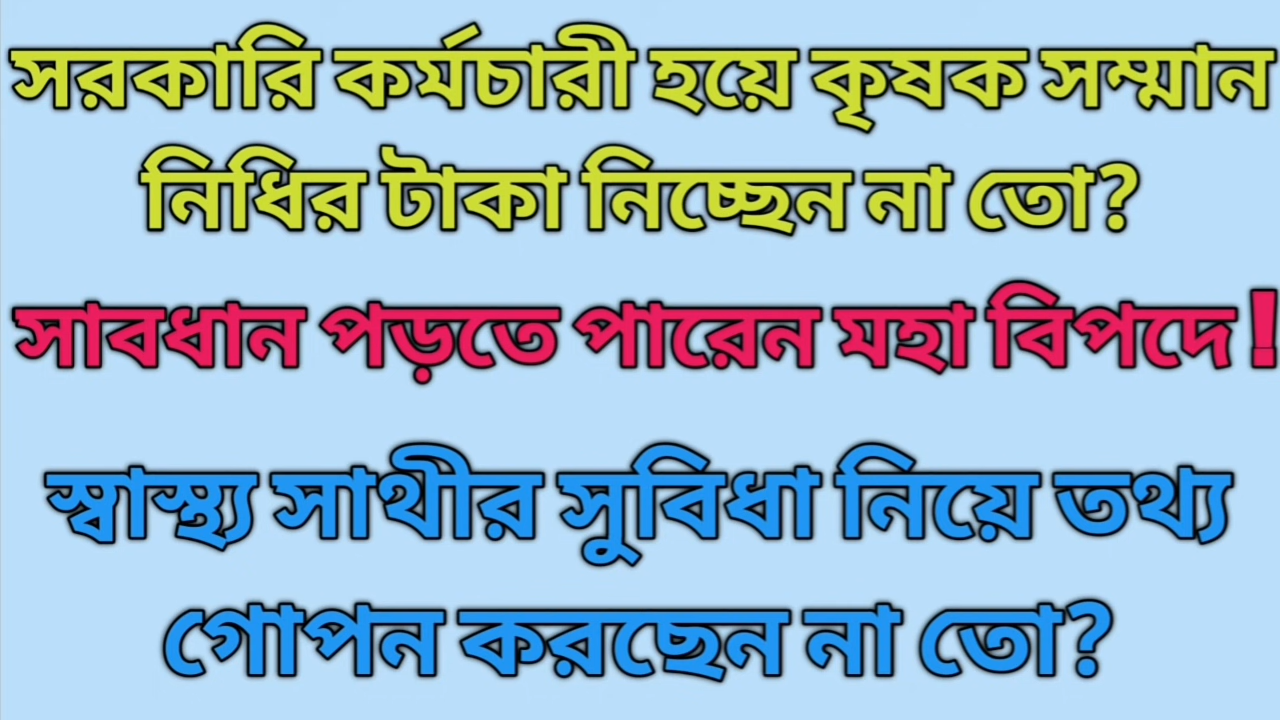 সরকারি কর্মচারী হয়ে কৃষক সম্মান
নিধির টাকা নিচ্ছেন না তো?
সাবধান পড়তে পারেন মহা বিপদে!
স্বাস্থ্য সাথীর সুবিধা নিয়ে তথ্য
গোপন করছেন না তো?